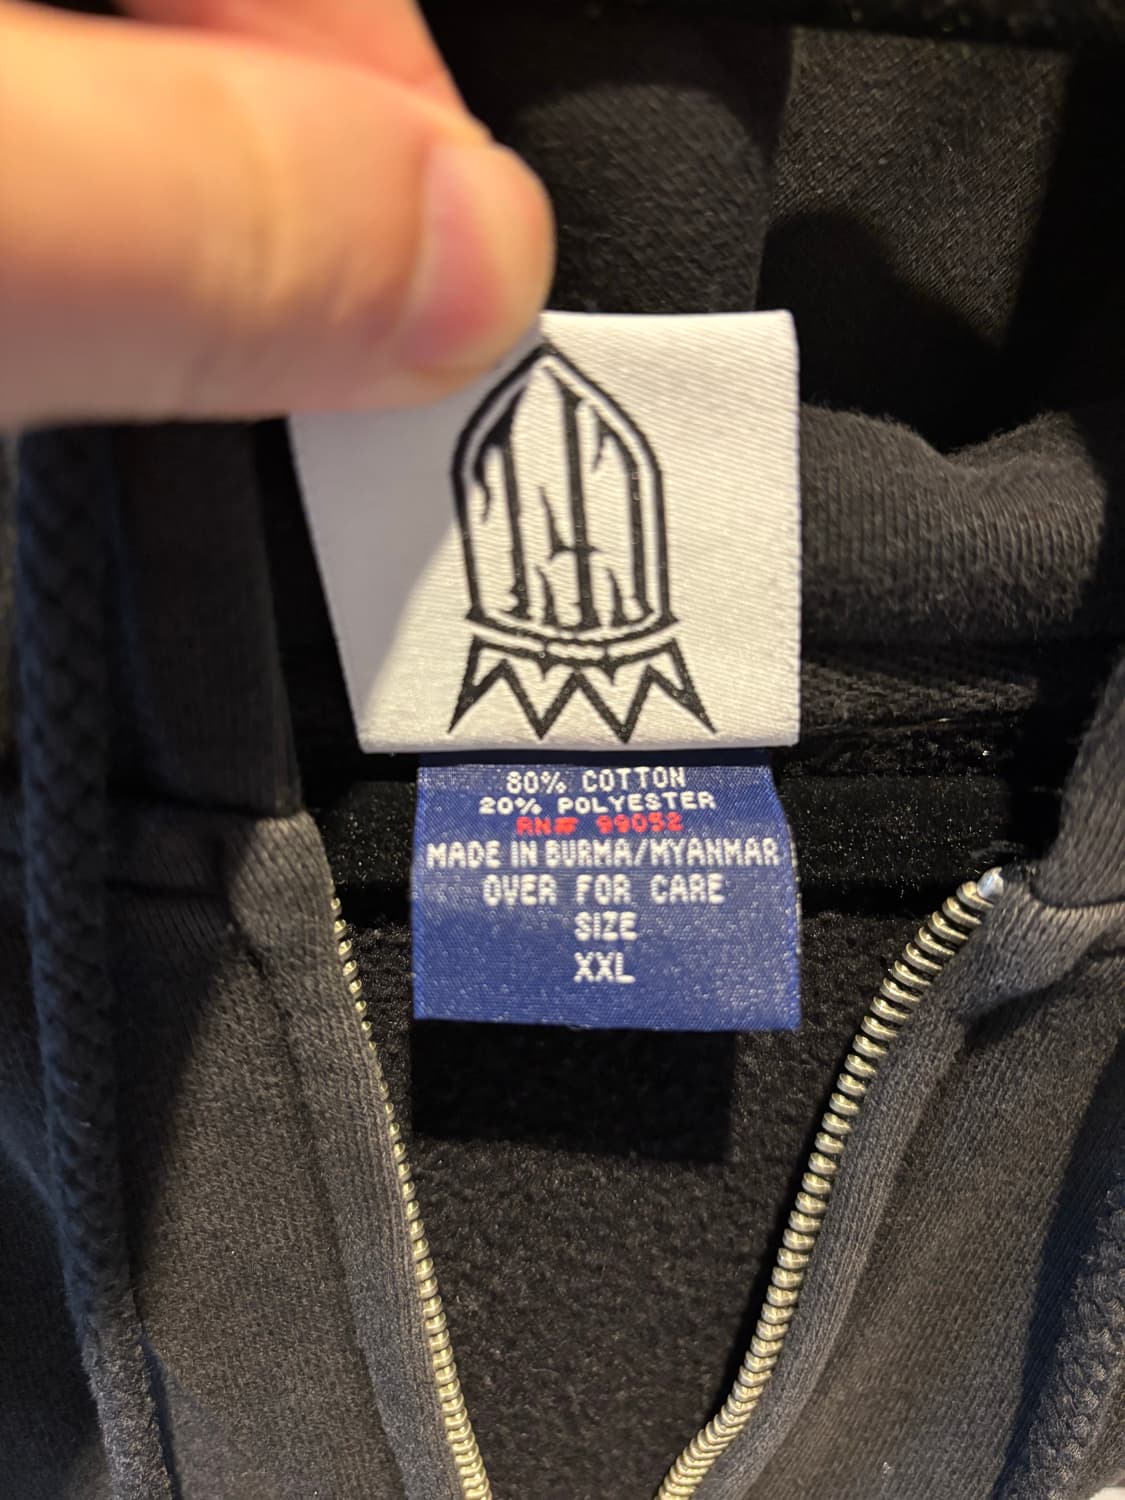 80% COTTON
20% POLYESTER
RN# 99052
MADE IN BURMA/MYANMAR
OVER FOR CARE
SIZE
XXL